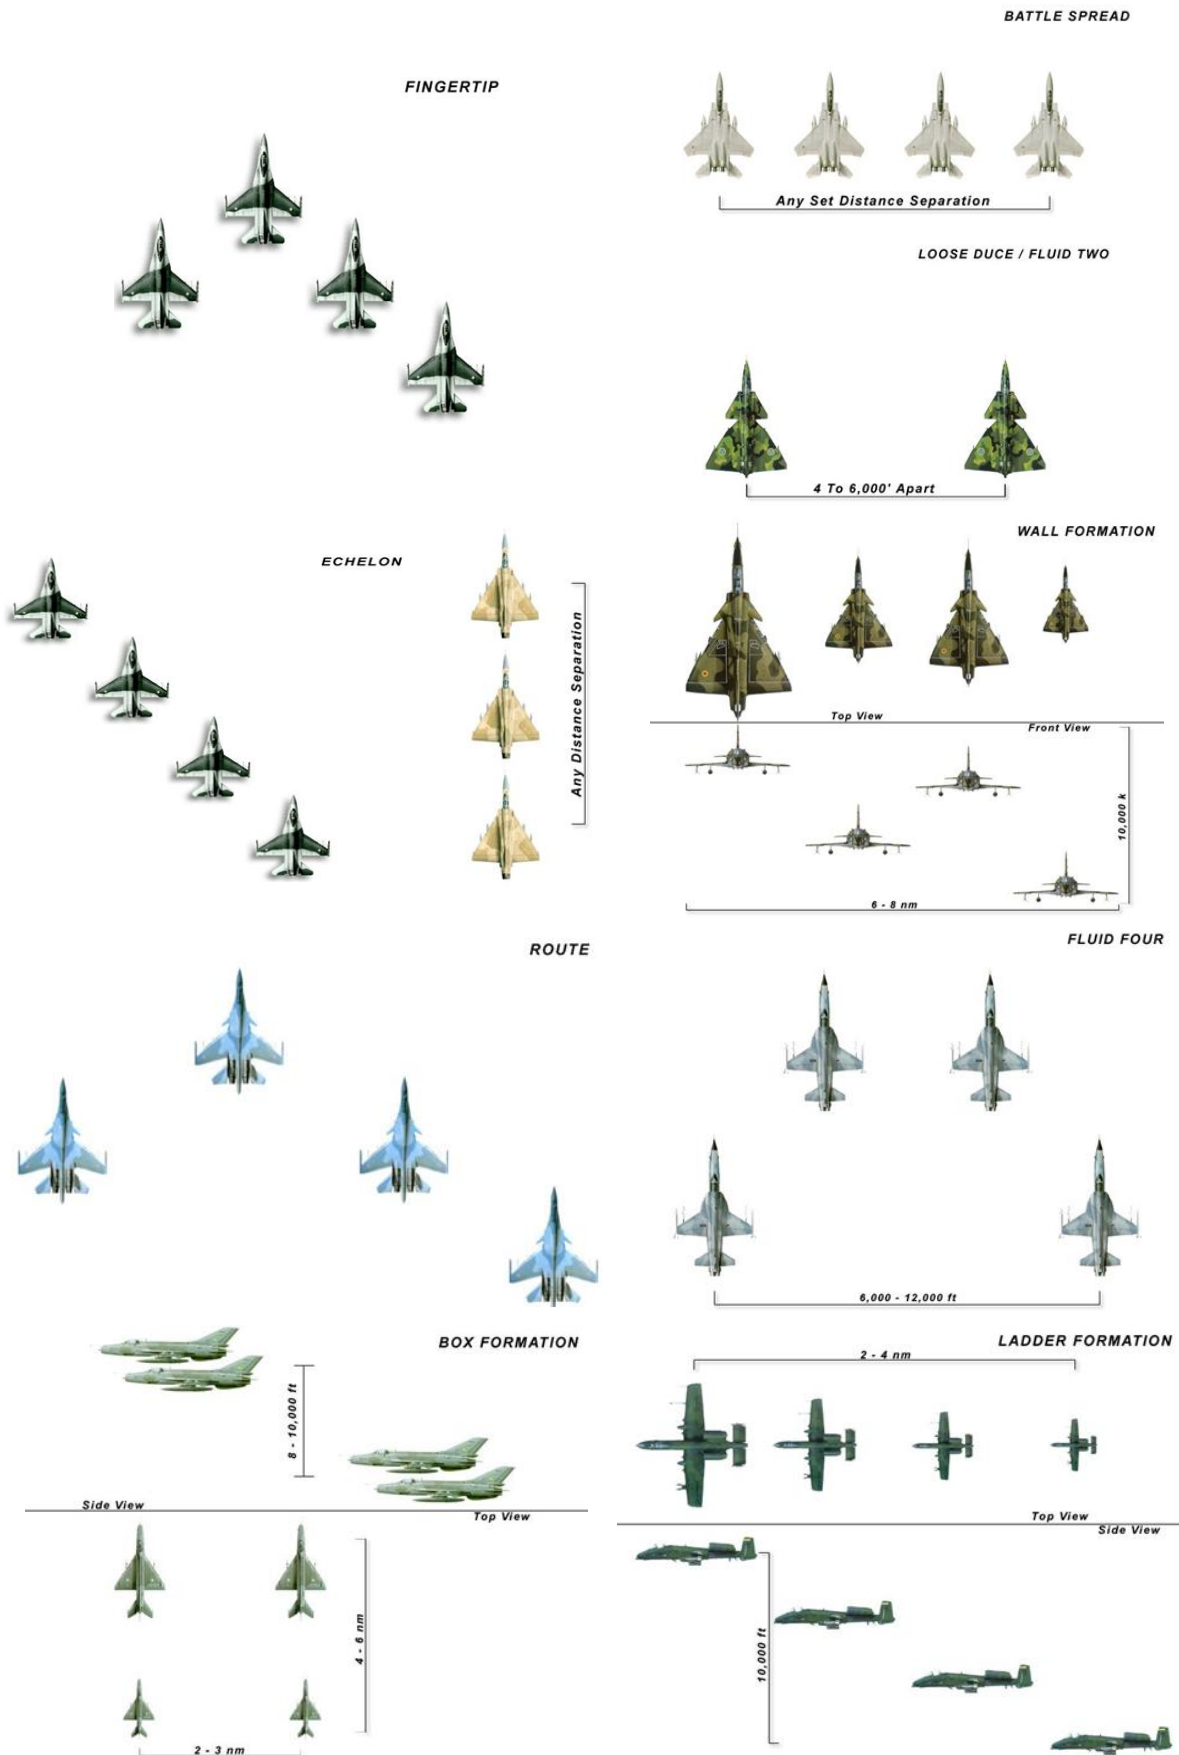 BATTLE SPREAD
FINGERTIP
Any Set Distance Separation
LOOSE DUCE / FLUID TWO
4 To 6,000' Apart
ECHELON
Any Distance Separation
WALL FORMATION
Top View
Front View
10,000 k
6 - 8 nm
ROUTE
FLUID FOUR
6,000 - 12,000 ft
BOX FORMATION
8 - 10,000 ft
Side View
Top View
4 - 6 nm
2 - 3 nm
LADDER FORMATION
2 - 4 nm
Top View
Side View
10,000 ft